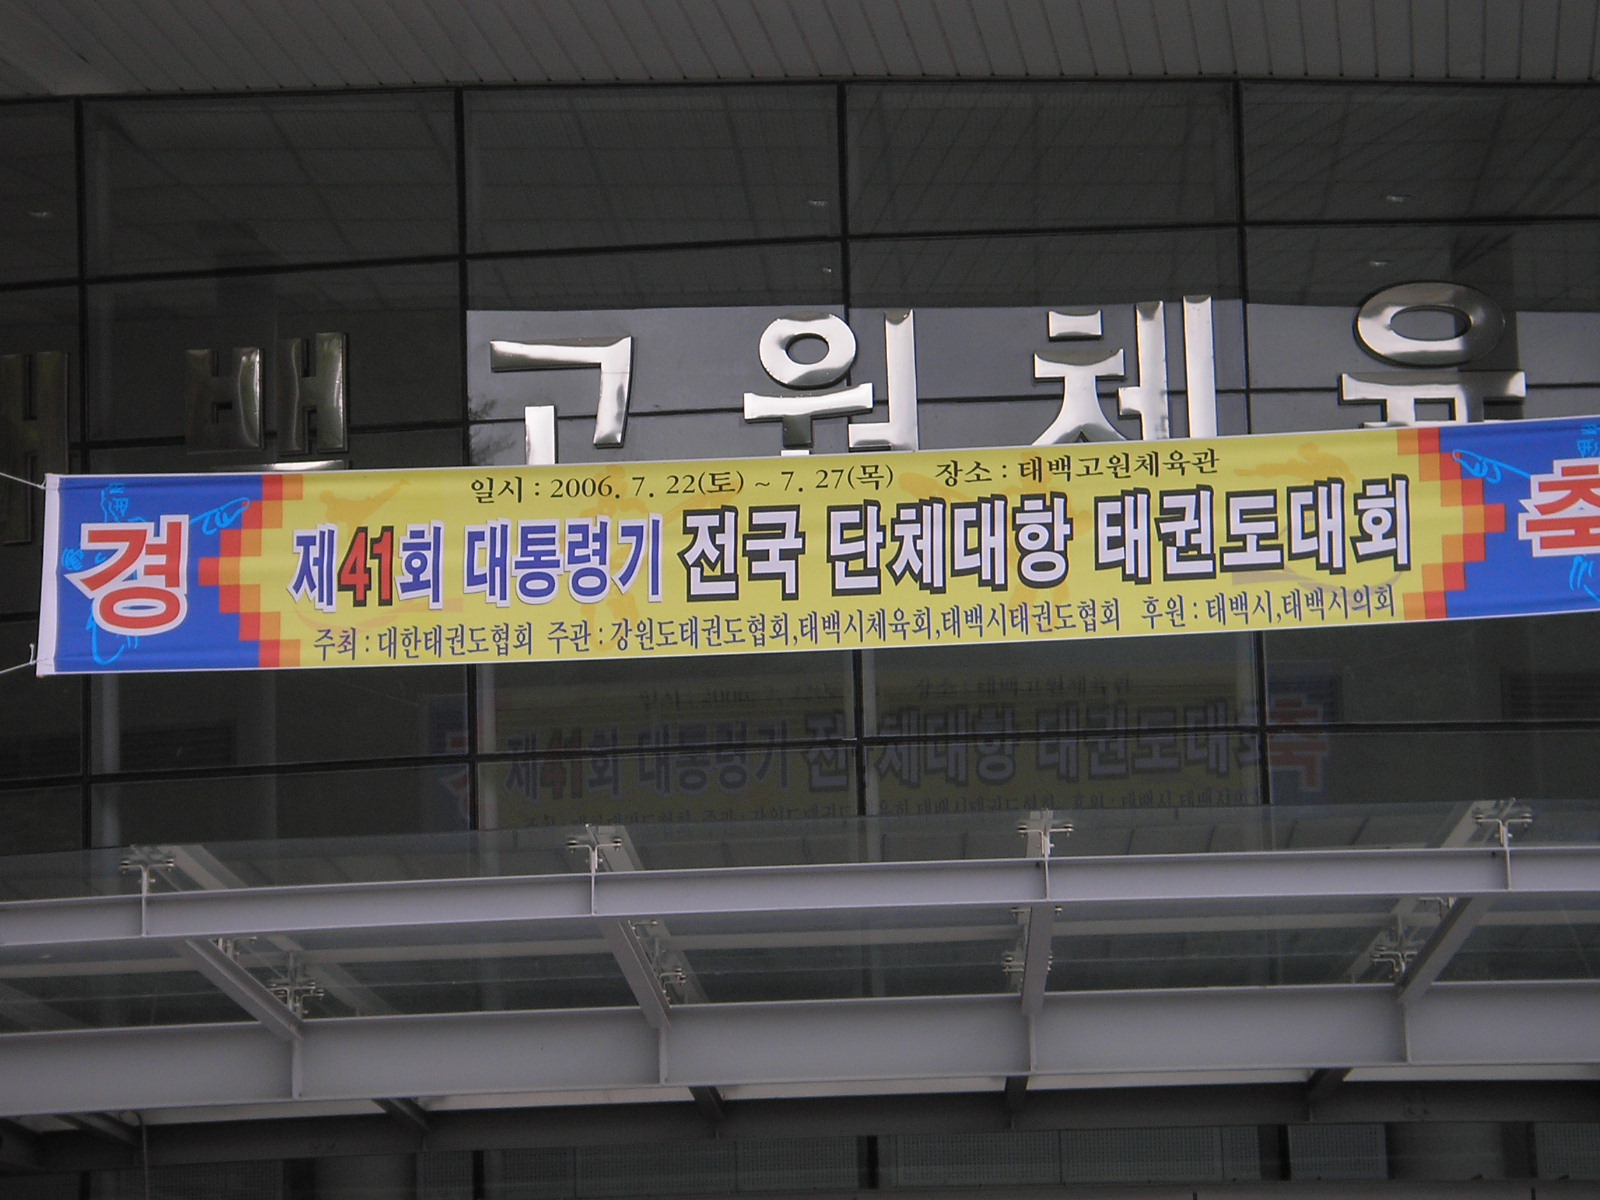 백고원체육
일시 : 2006. 7. 22(토) ~ 7. 27(목) 장소 : 태백고원체육관
경 제41회 대통령기 전국 단체대항 태권도대회 축
주최 : 대한태권도협회 주관 : 강원도태권도협회,태백시체육회,태백시태권도협회 후원 : 태백시,태백시의회